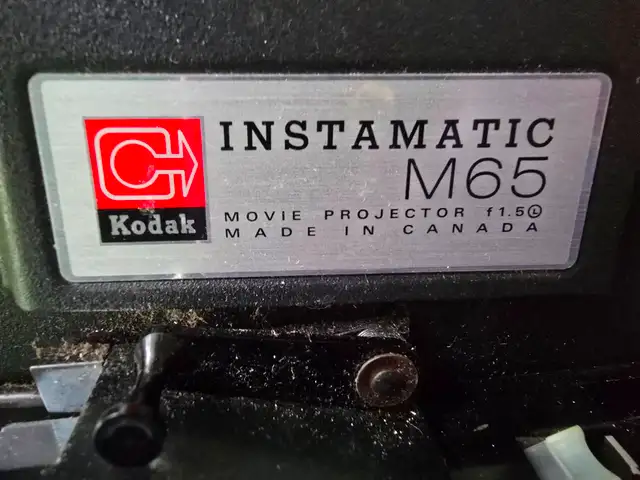 INSTAMATIC
M65
Kodak
MOVIE PROJECTOR f1.5 Ⓛ
MADE IN CANADA